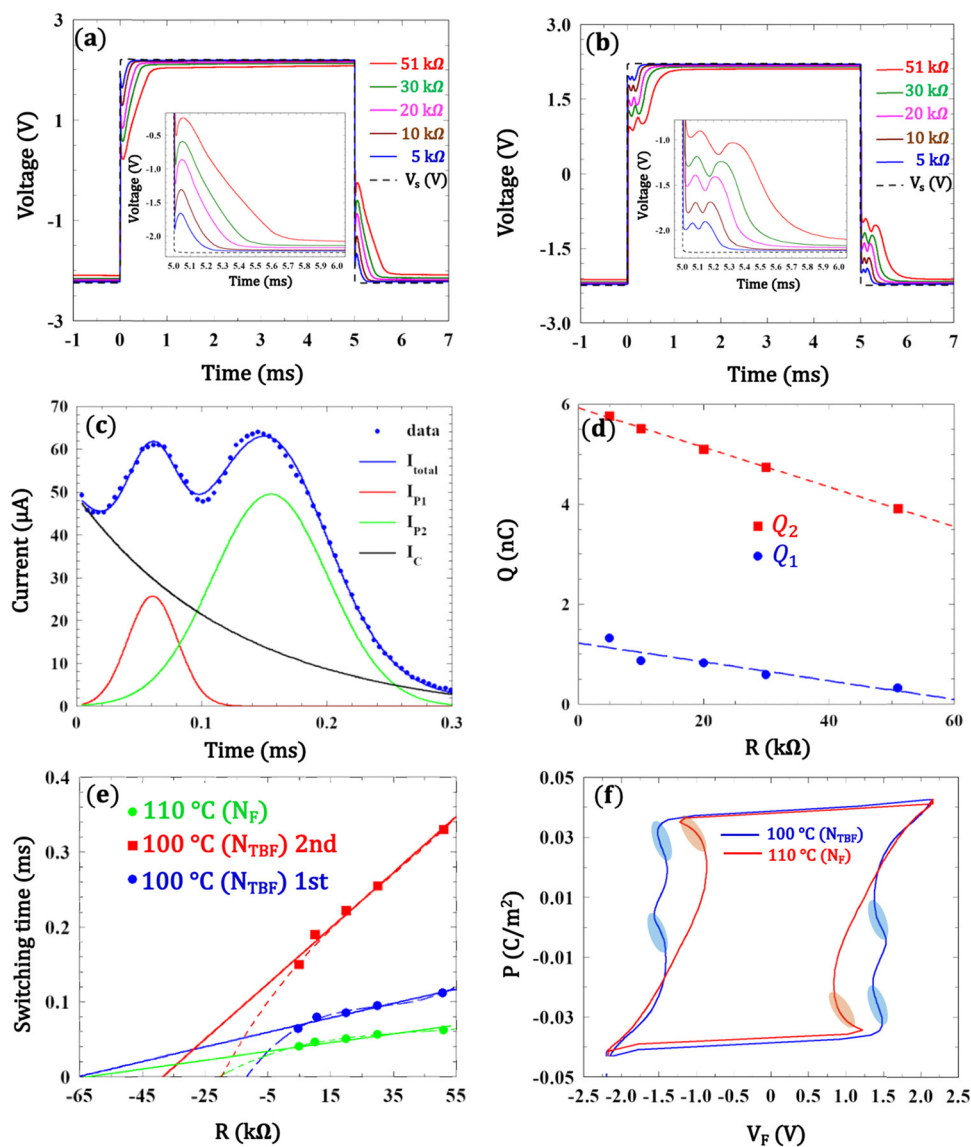 (a)
51 kΩ
30 kΩ
20 kΩ
10 kΩ
5 kΩ
Vs (V)
Voltage (V)
3
2
1
0
-1
-2
-3
-1 0 1 2 3 4 5 6 7
Time (ms)
Voltage (V)
-0.5
-1.0
-1.5
-2.0
5.0 5.1 5.2 5.3 5.4 5.5 5.6 5.7 5.8 5.9 6.0
Time (ms)
(b)
51 kΩ
30 kΩ
20 kΩ
10 kΩ
5 kΩ
Vs (V)
Voltage (V)
3.0
1.5
0
-1.5
-3.0
-1 0 1 2 3 4 5 6 7
Time (ms)
Voltage (V)
-1.0
-1.5
-2.0
5.0 5.1 5.2 5.3 5.4 5.5 5.6 5.7 5.8 5.9 6.0
Time (ms)
(c)
data
I_total
I_P1
I_P2
I_C
Current (μA)
70
60
50
40
30
20
10
0
0 0.1 0.2 0.3
Time (ms)
(d)
Q2
Q1
Q (nC)
6
4
2
0
0 20 40 60
R (kΩ)
(e)
110 °C (N_F)
100 °C (N_TBF) 2nd
100 °C (N_TBF) 1st
Switching time (ms)
0.4
0.3
0.2
0.1
0
-65 -45 -25 -5 15 35 55
R (kΩ)
(f)
100 °C (N_TBF)
110 °C (N_F)
P (C/m²)
0.05
0.03
0.01
-0.01
-0.03
-0.05
-2.5 -2.0 -1.5 -1.0 -0.5 0 0.5 1.0 1.5 2.0 2.5
V_F (V)